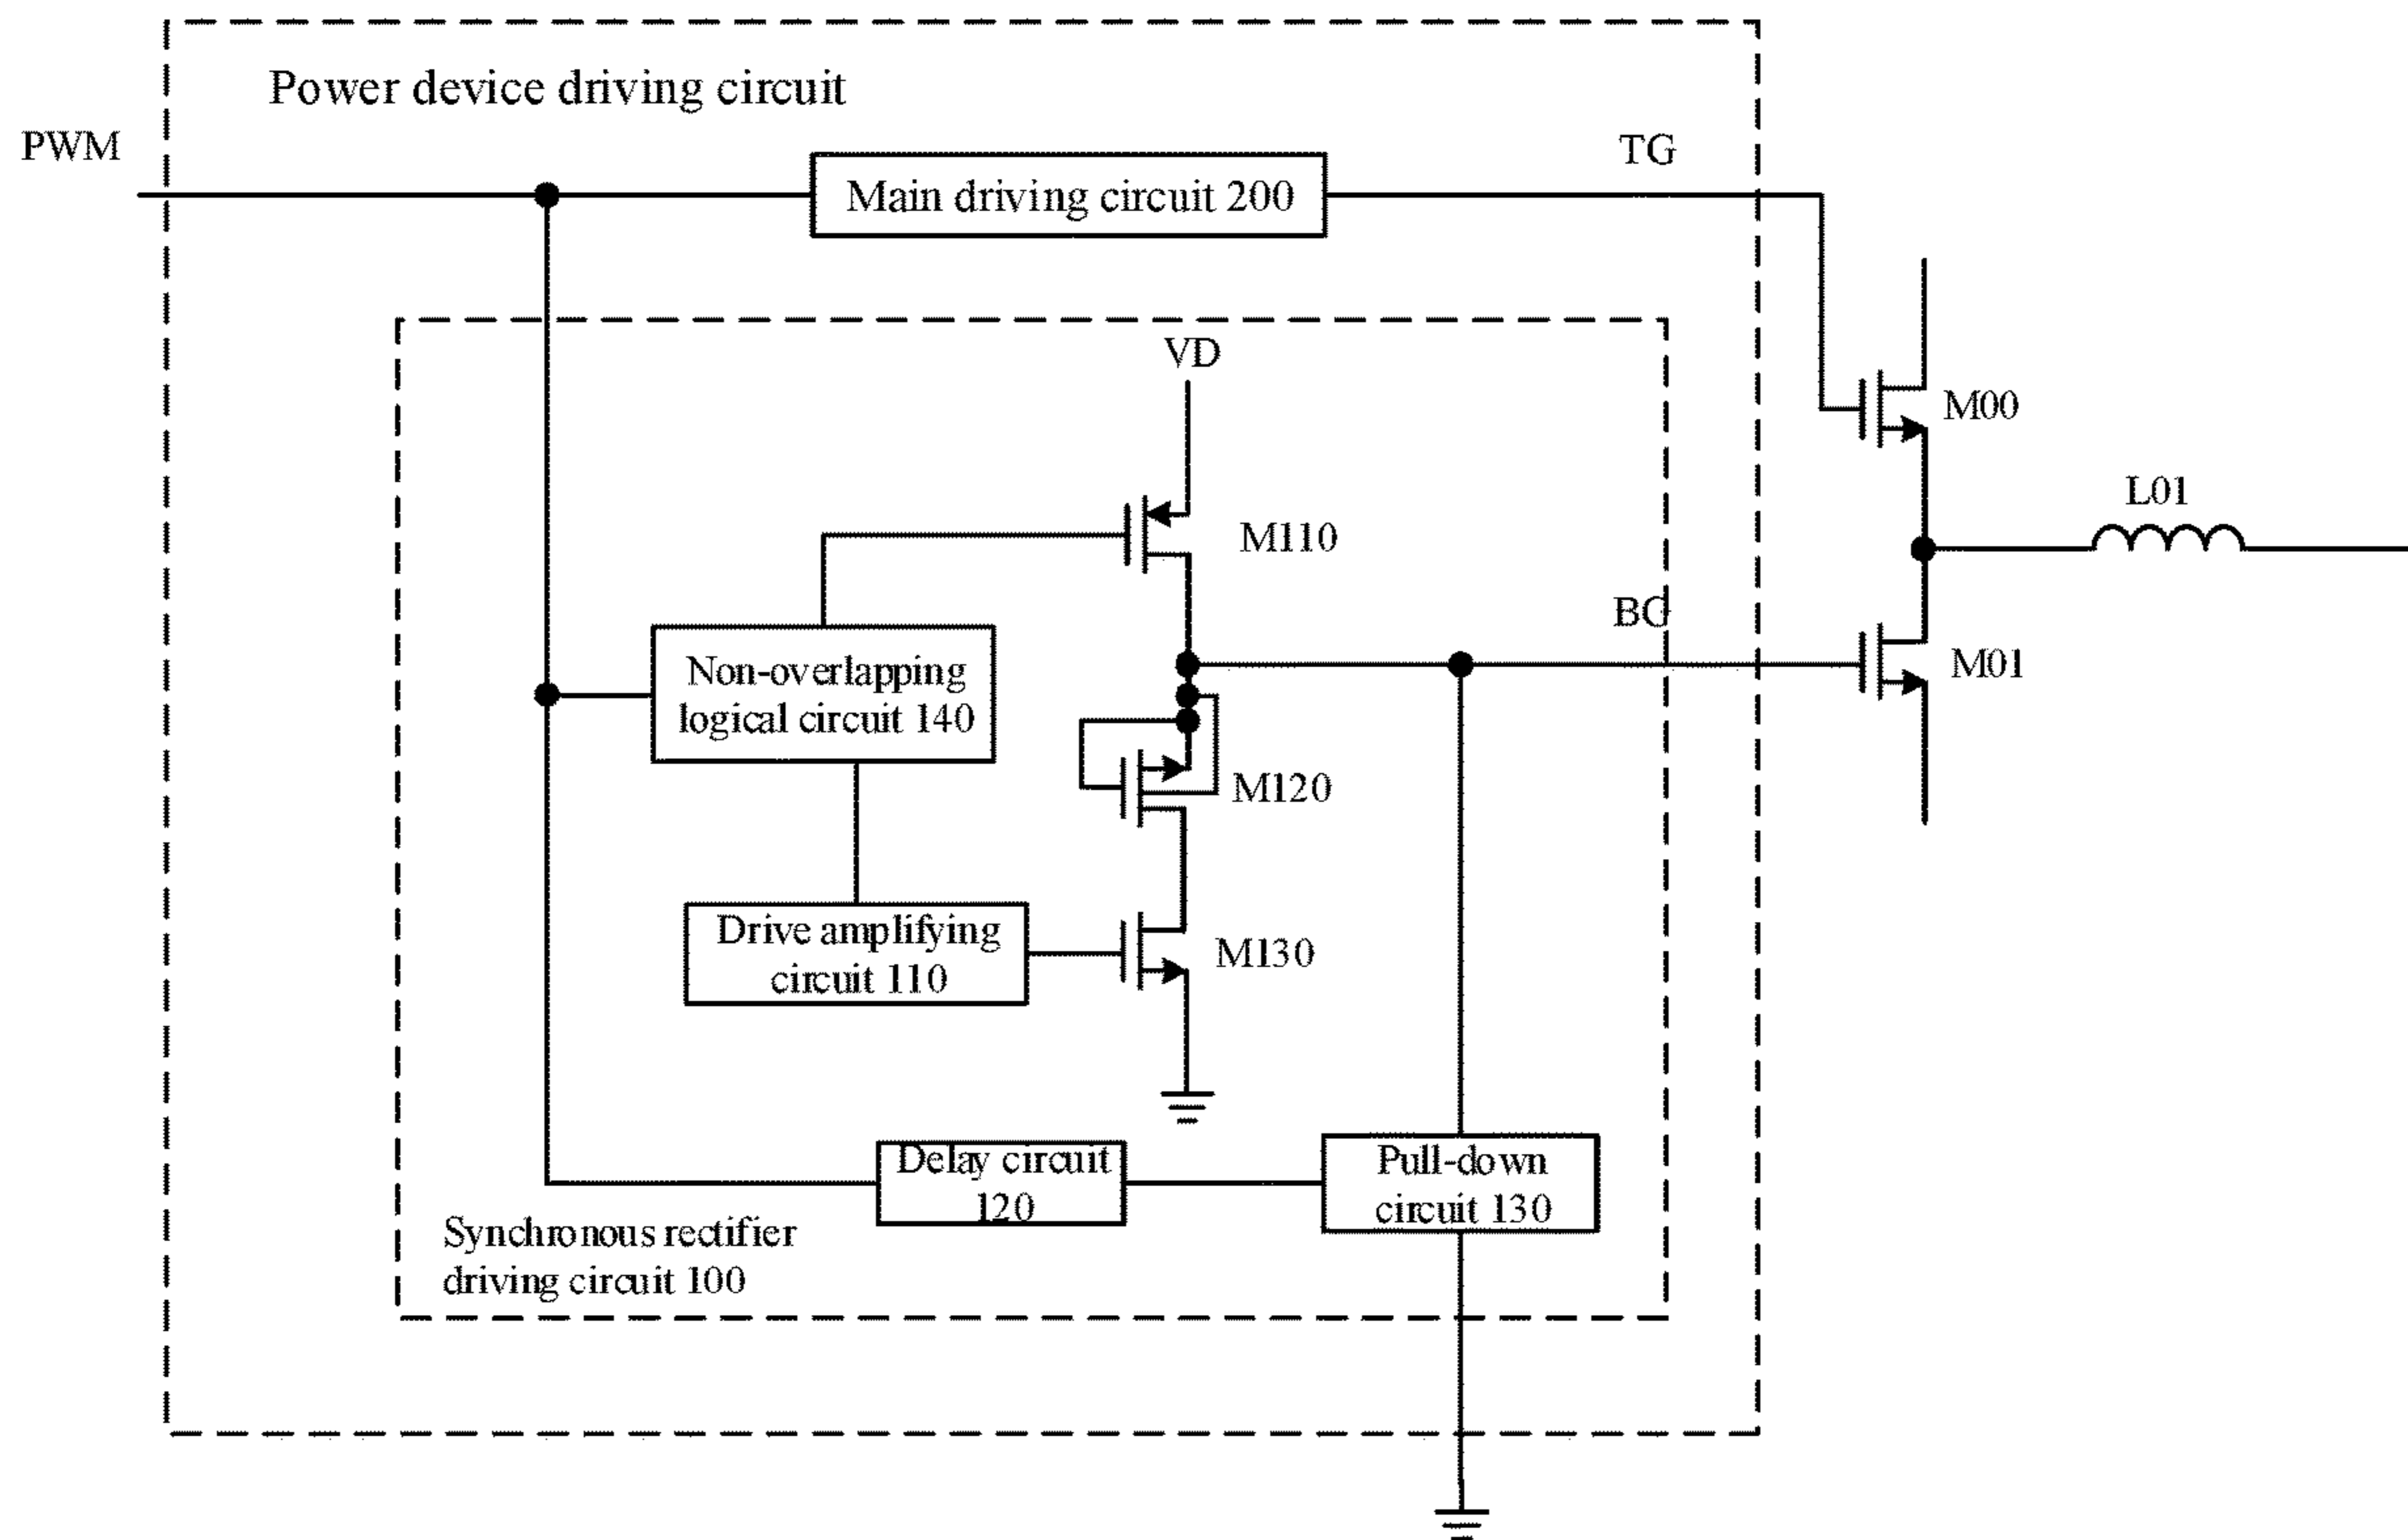 Power device driving circuit
PWM
TG
Main driving circuit 200
VD
M00
L01
M110
BG
Non-overlapping
logical circuit 140
M01
M120
Drive amplifying
circuit 110
M130
Delay circuit
120
Pull-down
circuit 130
Synchronous rectifier
driving circuit 100